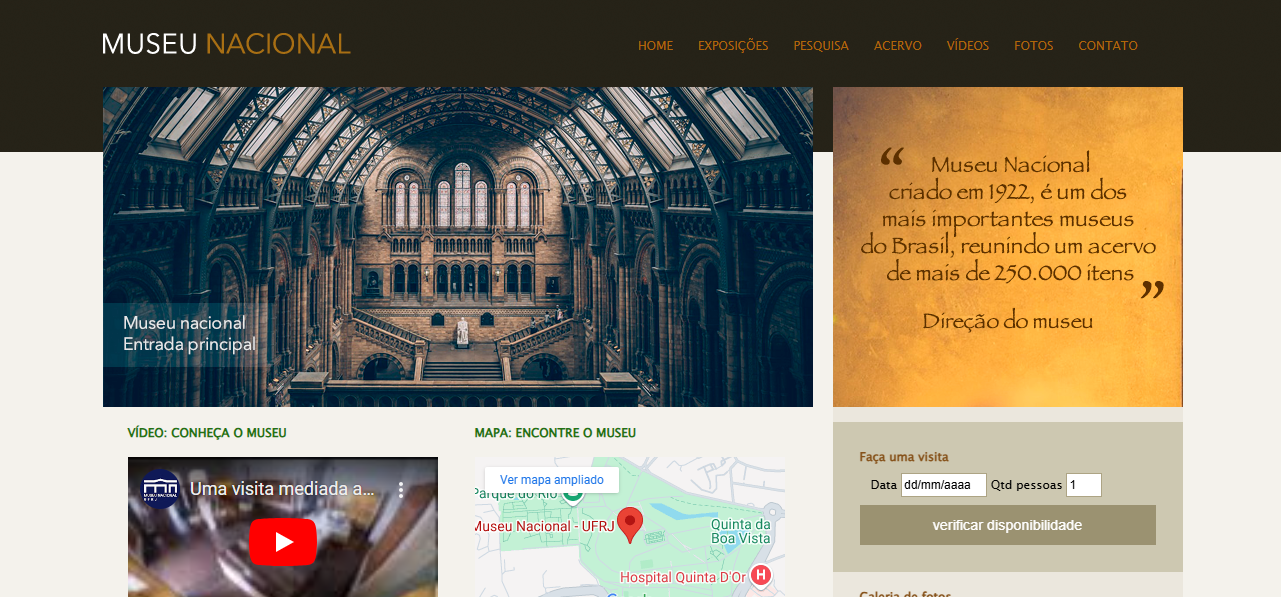 MUSEU NACIONAL
HOME EXPOSIÇÕES PESQUISA ACERVO VÍDEOS FOTOS CONTATO
Museu nacional
Entrada principal
“ Museu Nacional
criado em 1922, é um dos
mais importantes museus
do Brasil, reunindo um acervo
de mais de 250.000 itens ”
Direção do museu
VÍDEO: CONHEÇA O MUSEU
MUSEU NACIONAL
UFRJ
Uma visita mediada a...
MAPA: ENCONTRE O MUSEU
Ver mapa ampliado
Parque do Rio
Museu Nacional - UFRJ
Quinta da
Boa Vista
Hospital Quinta D'Or
H
Faça uma visita
Data dd/mm/aaaa Qtd pessoas 1
verificar disponibilidade
Galeria de fotos